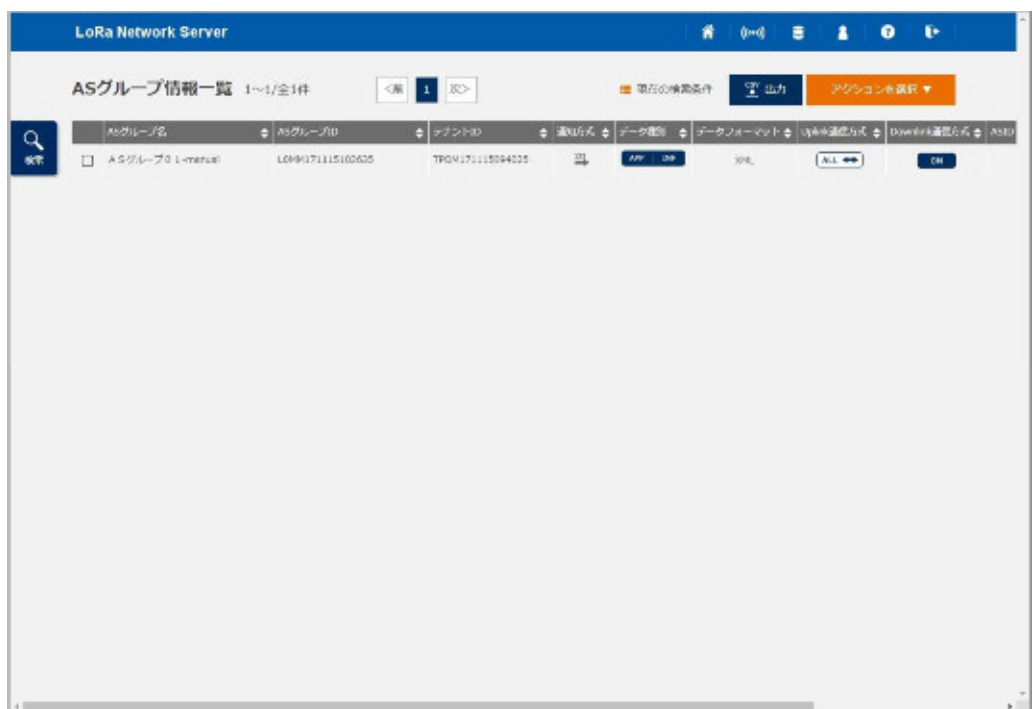 LoRa Network Server
ASグループ情報一覧 1～1/全1件 <前 1 次> 現在の検索条件 CSV 出力 アクションを選択 ▼
検索
ASグループ名 ASグループID テナントID 通知方式 データ種別 データフォーマット Uplink通信方式 Downlink通信方式 ASID
ASグループ01-manual TPOM171115094025 XML ALL ON